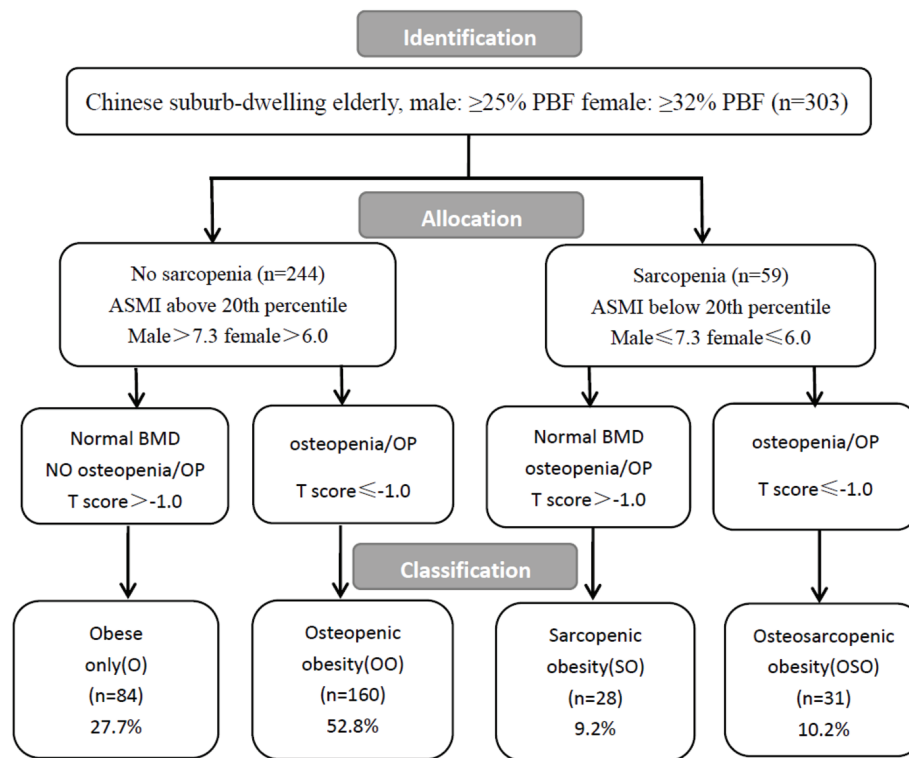 Identification
Chinese suburb-dwelling elderly, male: ≥25% PBF female: ≥32% PBF (n=303)
Allocation
No sarcopenia (n=244)
ASMI above 20th percentile
Male＞7.3 female＞6.0
Sarcopenia (n=59)
ASMI below 20th percentile
Male≤7.3 female≤6.0
Normal BMD
NO osteopenia/OP
T score＞-1.0
osteopenia/OP
T score≤-1.0
Normal BMD
osteopenia/OP
T score＞-1.0
osteopenia/OP
T score≤-1.0
Classification
Obese
only(O)
(n=84)
27.7%
Osteopenic
obesity(OO)
(n=160)
52.8%
Sarcopenic
obesity(SO)
(n=28)
9.2%
Osteosarcopenic
obesity(OSO)
(n=31)
10.2%